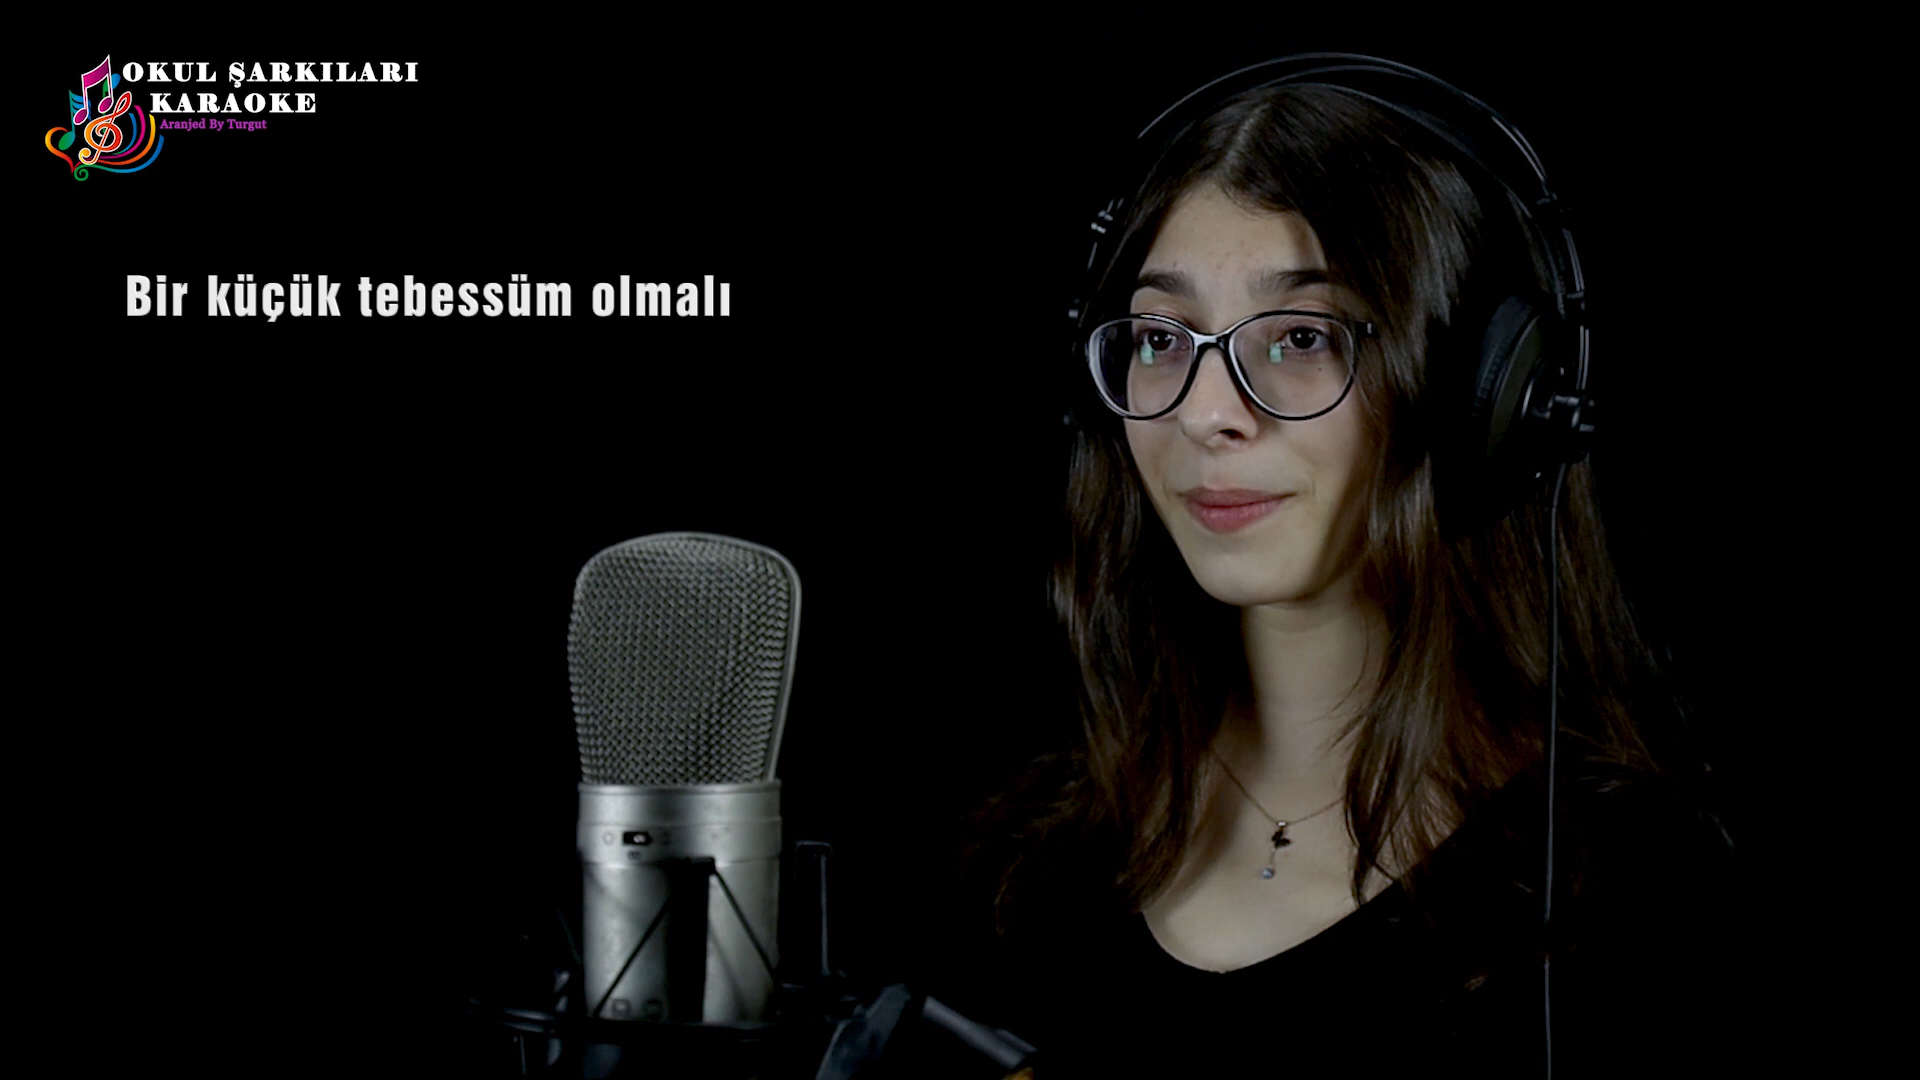 OKUL ŞARKILARI
KARAOKE
Aranjed By Turgut
Bir küçük tebessüm olmalı